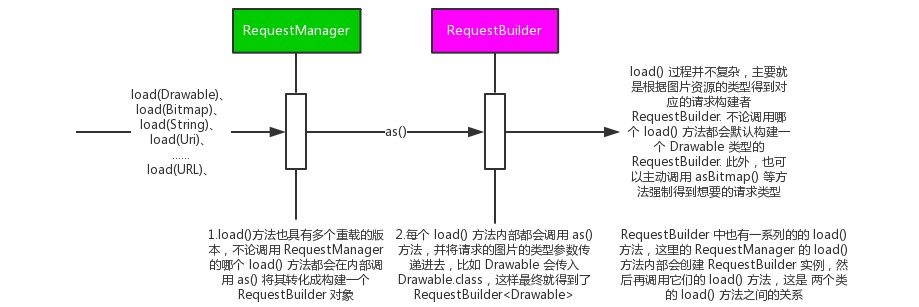 RequestManager
RequestBuilder
load(Drawable)、
load(Bitmap)、
load(String)、
load(Uri)、
......
load(URL)、
as()
load() 过程并不复杂，主要就
是根据图片资源的类型得到对
应的请求构建者
RequestBuilder. 不论调用哪
个 load() 方法都会默认构建一
个 Drawable 类型的
RequestBuilder. 此外，也可
以主动调用 asBitmap() 等方
法强制得到想要的请求类型
1.load()方法也具有多个重载的版
本，不论调用 RequestManager
的哪个 load() 方法都会在内部调
用 as() 将其转化成构建一个
RequestBuilder 对象
2.每个 load() 方法内部都会调用 as()
方法，并将请求的图片的类型参数传
递进去，比如 Drawable 会传入
Drawable.class，这样最终就得到了
RequestBuilder<Drawable>
RequestBuilder 中也有一系列的的 load()
方法，这里的 RequestManager 的 load()
方法内部会创建 RequestBuilder 实例，然
后再调用它们的 load() 方法，这是 两个类
的 load() 方法之间的关系